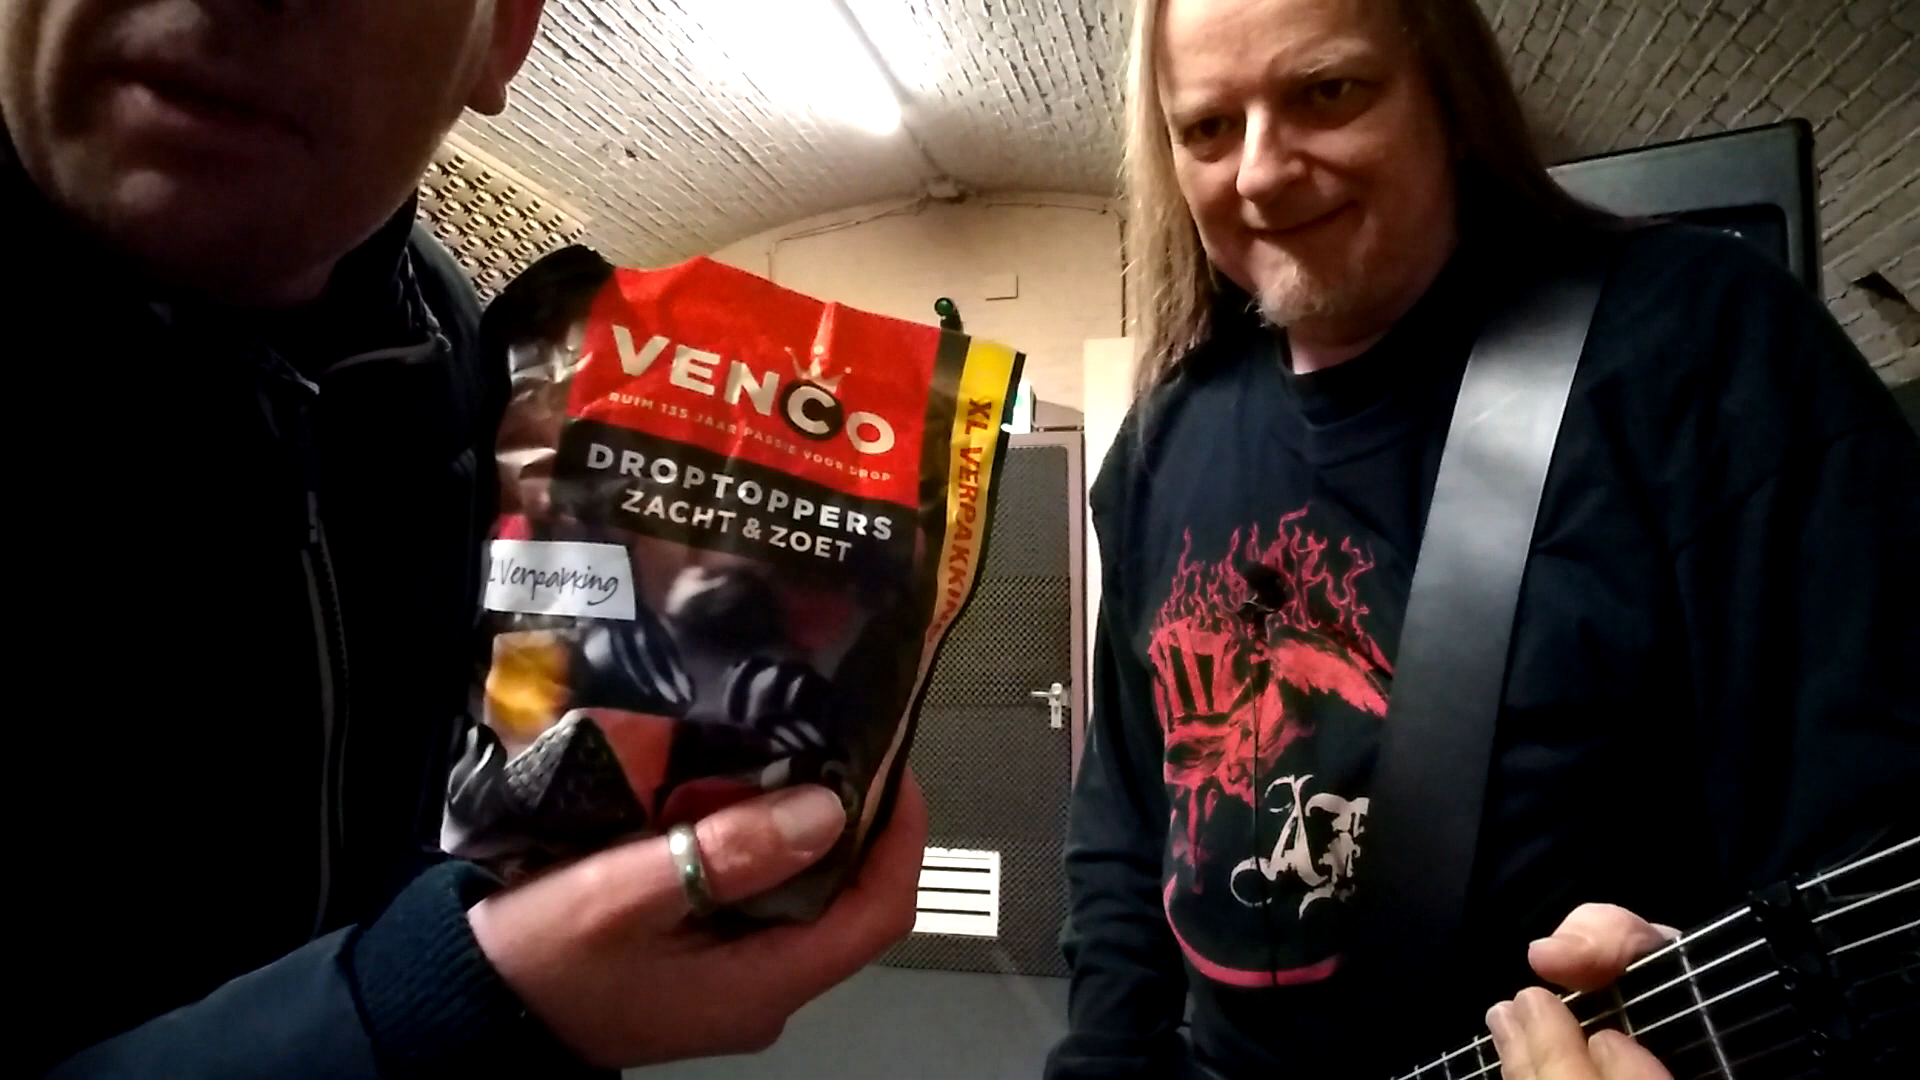 VENCO
RUIM 135 JAAR PASSIE VOOR DROP
DROPTOPPERS
ZACHT & ZOET
XL VERPAKKING
Verpakking